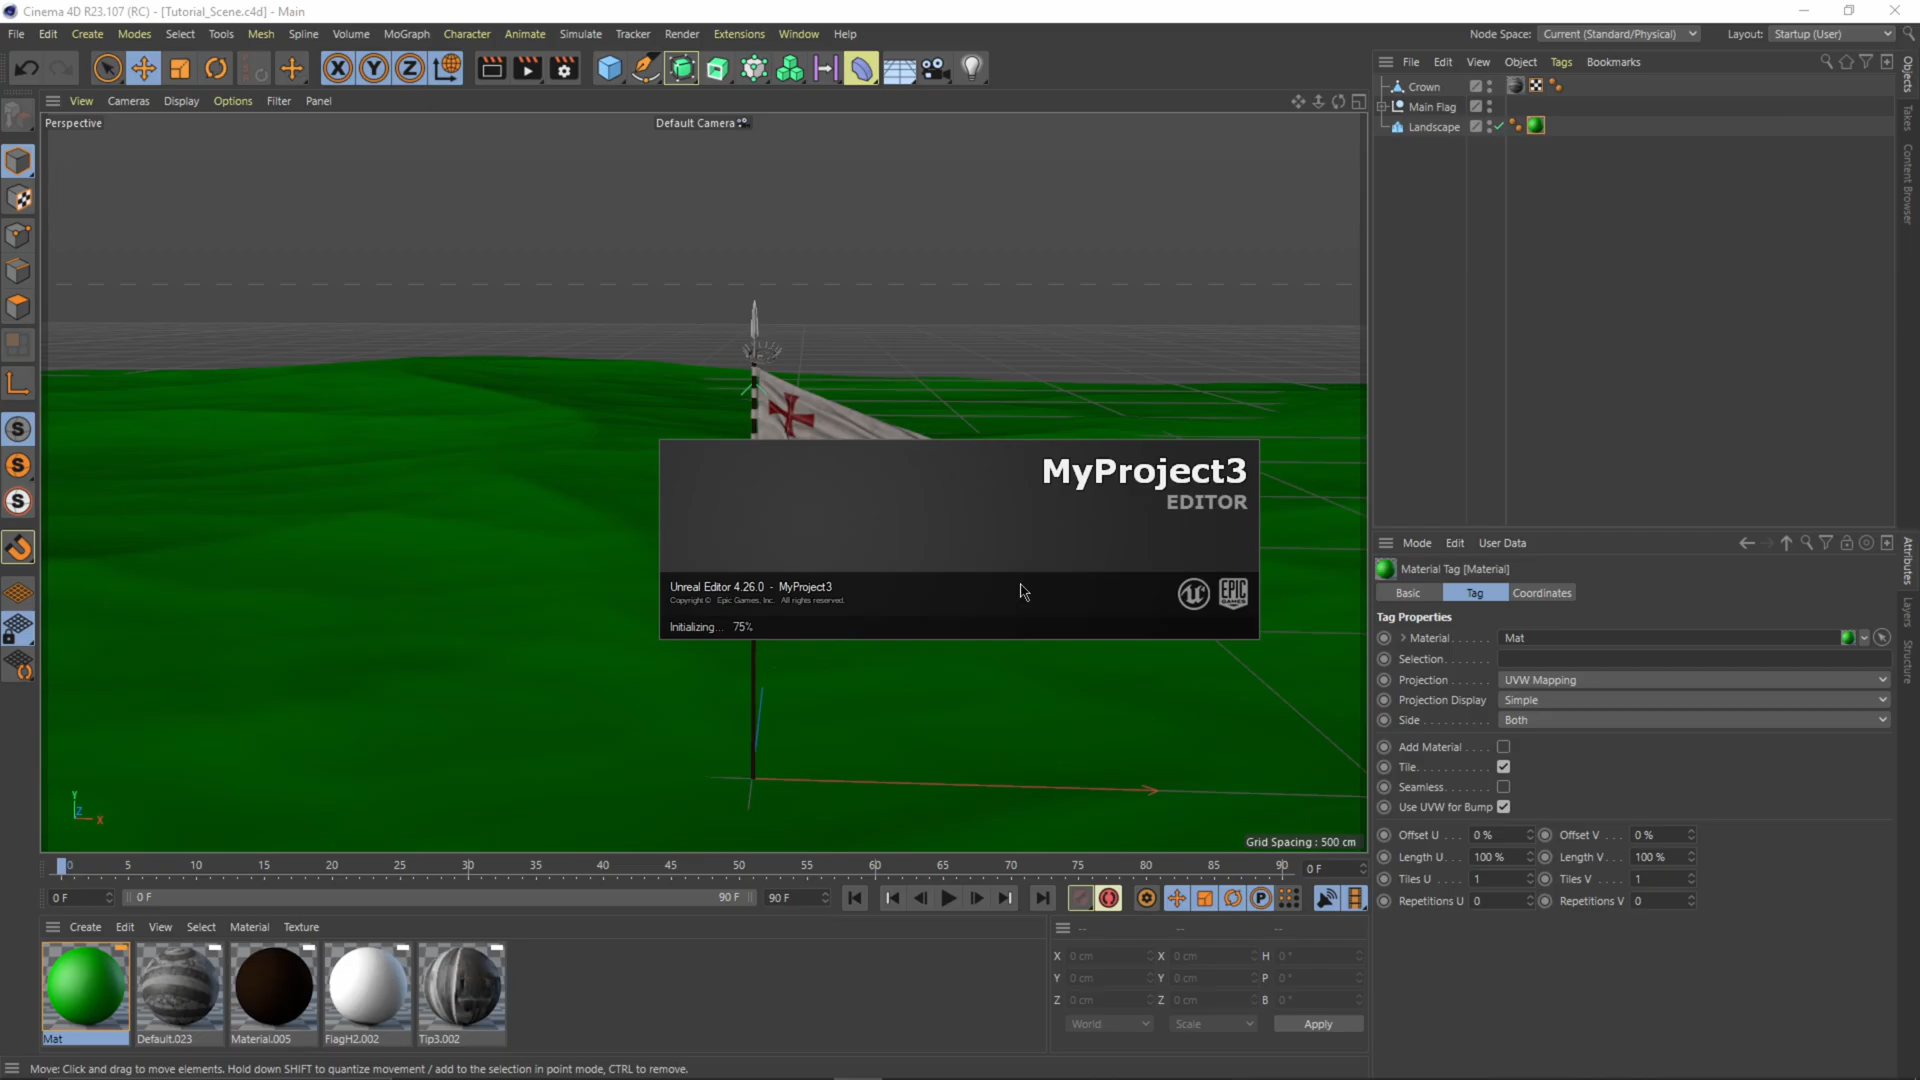 Cinema 4D R23.107 (RC) - [Tutorial_Scene.c4d] - Main
File Edit Create Modes Select Tools Mesh Spline Volume MoGraph Character Animate Simulate Tracker Render Extensions Window Help
Node Space: Current (Standard/Physical) Layout: Startup (User)
File Edit View Object Tags Bookmarks
View Cameras Display Options Filter Panel
Perspective
Default Camera
Crown
Main Flag
Landscape
Objects
Takes
Content Browser
MyProject3
EDITOR
Unreal Editor 4.26.0 - MyProject3
Copyright © Epic Games, Inc. All rights reserved.
EPIC
GAMES
Initializing... 75%
Mode Edit User Data
Material Tag [Material]
Basic Tag Coordinates
Tag Properties
Material Mat
Selection
Projection UVW Mapping
Projection Display Simple
Side Both
Add Material
Tile
Seamless
Use UVW for Bump
Offset U 0 % Offset V 0 %
Length U 100 % Length V 100 %
Tiles U 1 Tiles V 1
Repetitions U 0 Repetitions V 0
Attributes
Layers
Structure
Y
Z
X
Grid Spacing : 500 cm
0 5 10 15 20 25 30 35 40 45 50 55 60 65 70 75 80 85 90
0 F
0 F 0 F 90 F 90 F
Create Edit View Select Material Texture
Mat Default.023 Material.005 FlagH2.002 Tip3.002
-- -- --
X 0 cm X 0 cm H 0 °
Y 0 cm Y 0 cm P 0 °
Z 0 cm Z 0 cm B 0 °
World Scale Apply
Move: Click and drag to move elements. Hold down SHIFT to quantize movement / add to the selection in point mode, CTRL to remove.